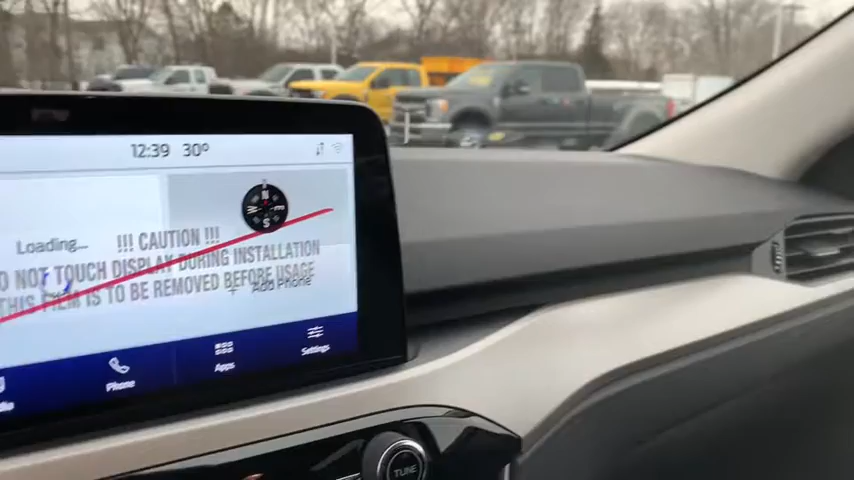 12:39 30°
N
W E
S
Loading...
!!! CAUTION !!!
DO NOT TOUCH DISPLAY DURING INSTALLATION
THIS FILM IS TO BE REMOVED BEFORE USAGE
+ Add Phone
Phone
Apps
Settings
TUNE